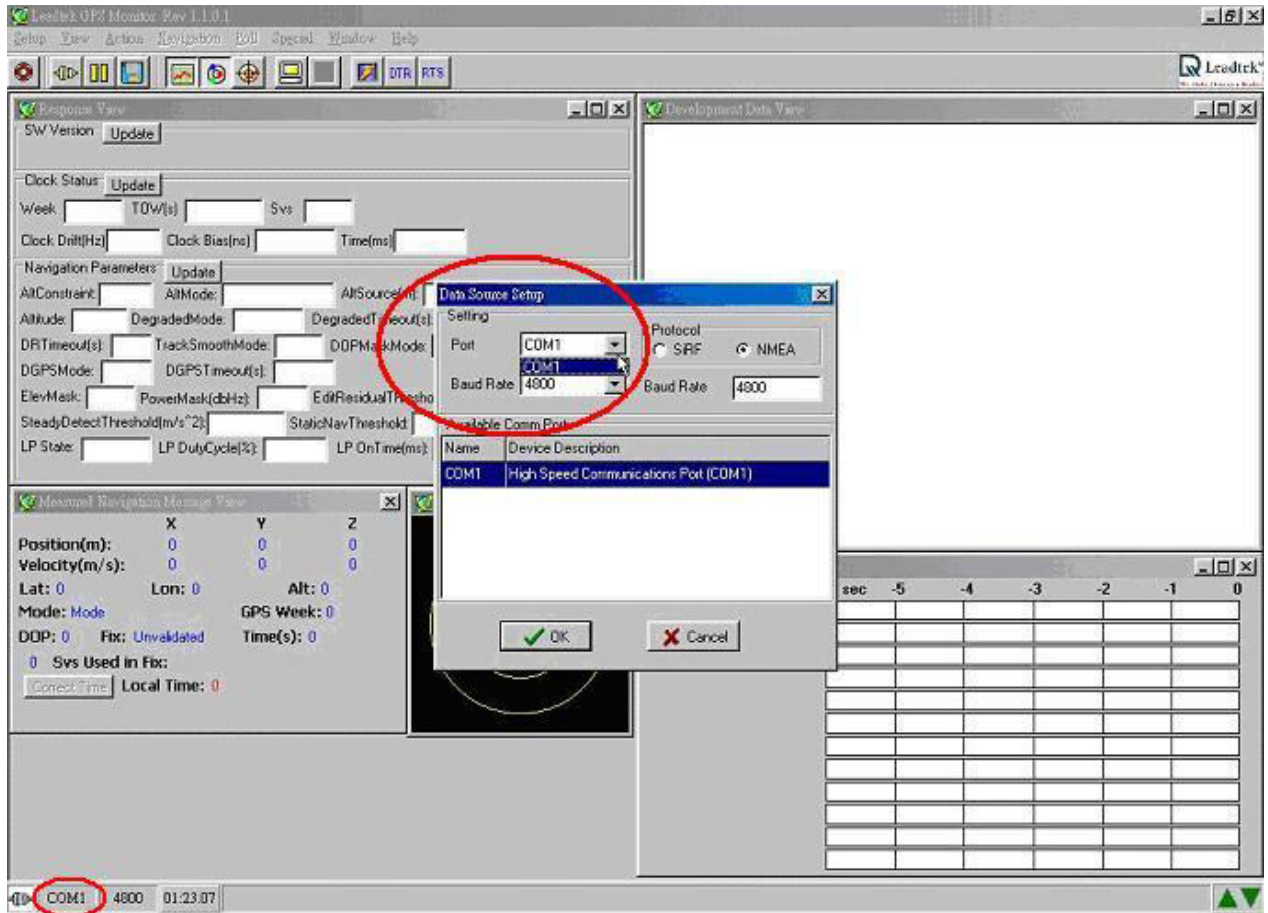 Leadtek GPS Monitor Rev 1.1.0.1
Setup View Action Navigation Poll Special Window Help
DTR RTS
Leadtek
Response View
SW Version Update
Clock Status Update
Week TOW(s) Svs
Clock Drift(Hz) Clock Bias(ns) Time(ms)
Navigation Parameters Update
AltConstraint: AltMode: AltSource(m):
Altitude: DegradedMode: DegradedTimeout(s):
DRTimeout(s): TrackSmoothMode: DOPMaskMode:
DGPSMode: DGPSTimeout(s):
ElevMask: PowerMask(dbHz):
SteadyDetectThreshold(m/s^2): StaticNavThreshold:
LP State: LP DutyCycle(%): LP OnTime(ms):
Development Data View
Data Source Setup
Setting
Port COM1
COM1
Baud Rate 4800
Protocol
SiRF NMEA
Baud Rate 4800
Available Comm Port
Name Device Description
COM1 High Speed Communications Port (COM1)
OK Cancel
Measured Navigation Message View
X Y Z
Position(m): 0 0 0
Velocity(m/s): 0 0 0
Lat: 0 Lon: 0 Alt: 0
Mode: Mode GPS Week: 0
DOP: 0 Fix: Unvalidated Time(s): 0
0 Svs Used in Fix:
Correct Time Local Time: 0
sec -5 -4 -3 -2 -1 0
COM1 4800 01:23.07